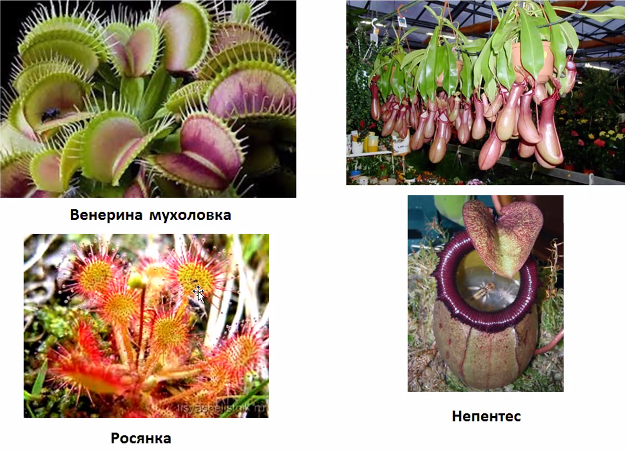 Венерина мухоловка
Росянка
Непентес